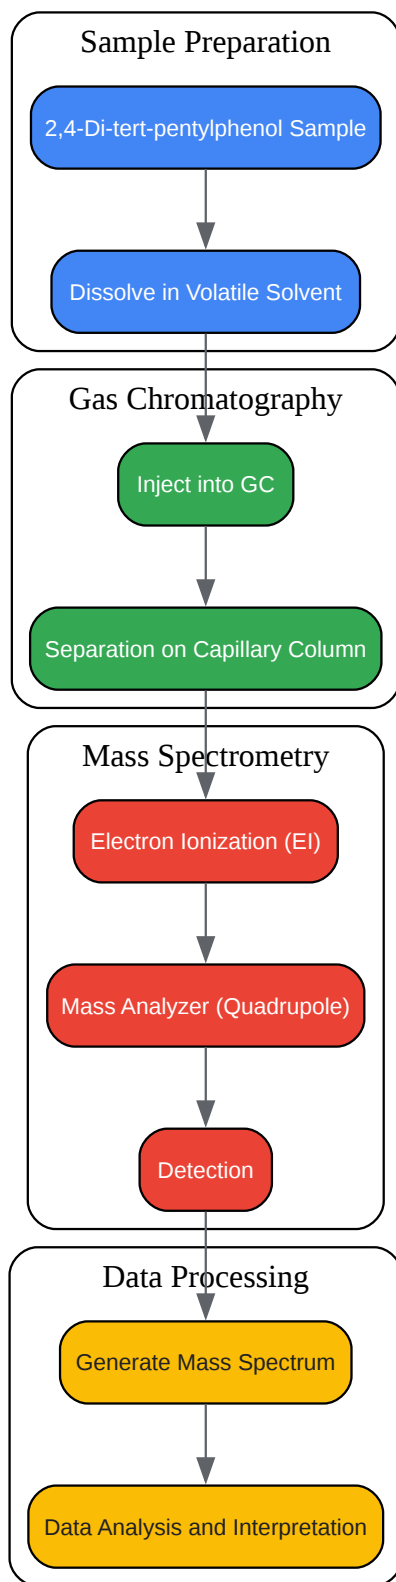 Sample Preparation
2,4-Di-tert-pentylphenol Sample
Dissolve in Volatile Solvent
Gas Chromatography
Inject into GC
Separation on Capillary Column
Mass Spectrometry
Electron Ionization (EI)
Mass Analyzer (Quadrupole)
Detection
Data Processing
Generate Mass Spectrum
Data Analysis and Interpretation